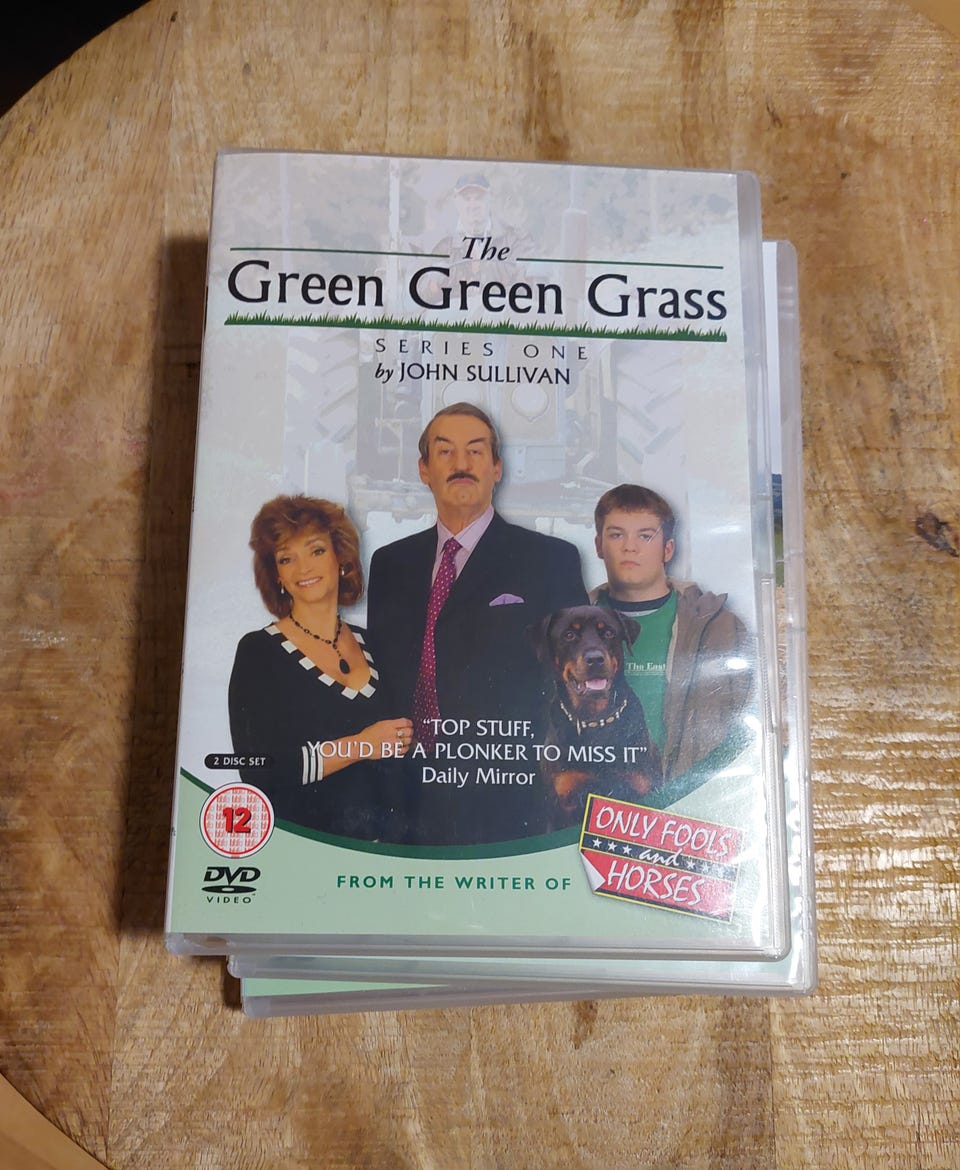 The
Green Green Grass
SERIES ONE
by JOHN SULLIVAN
The East
"TOP STUFF,
YOU'D BE A PLONKER TO MISS IT"
Daily Mirror
2 DISC SET
12
DVD
VIDEO
FROM THE WRITER OF
ONLY FOOLS
and
HORSES